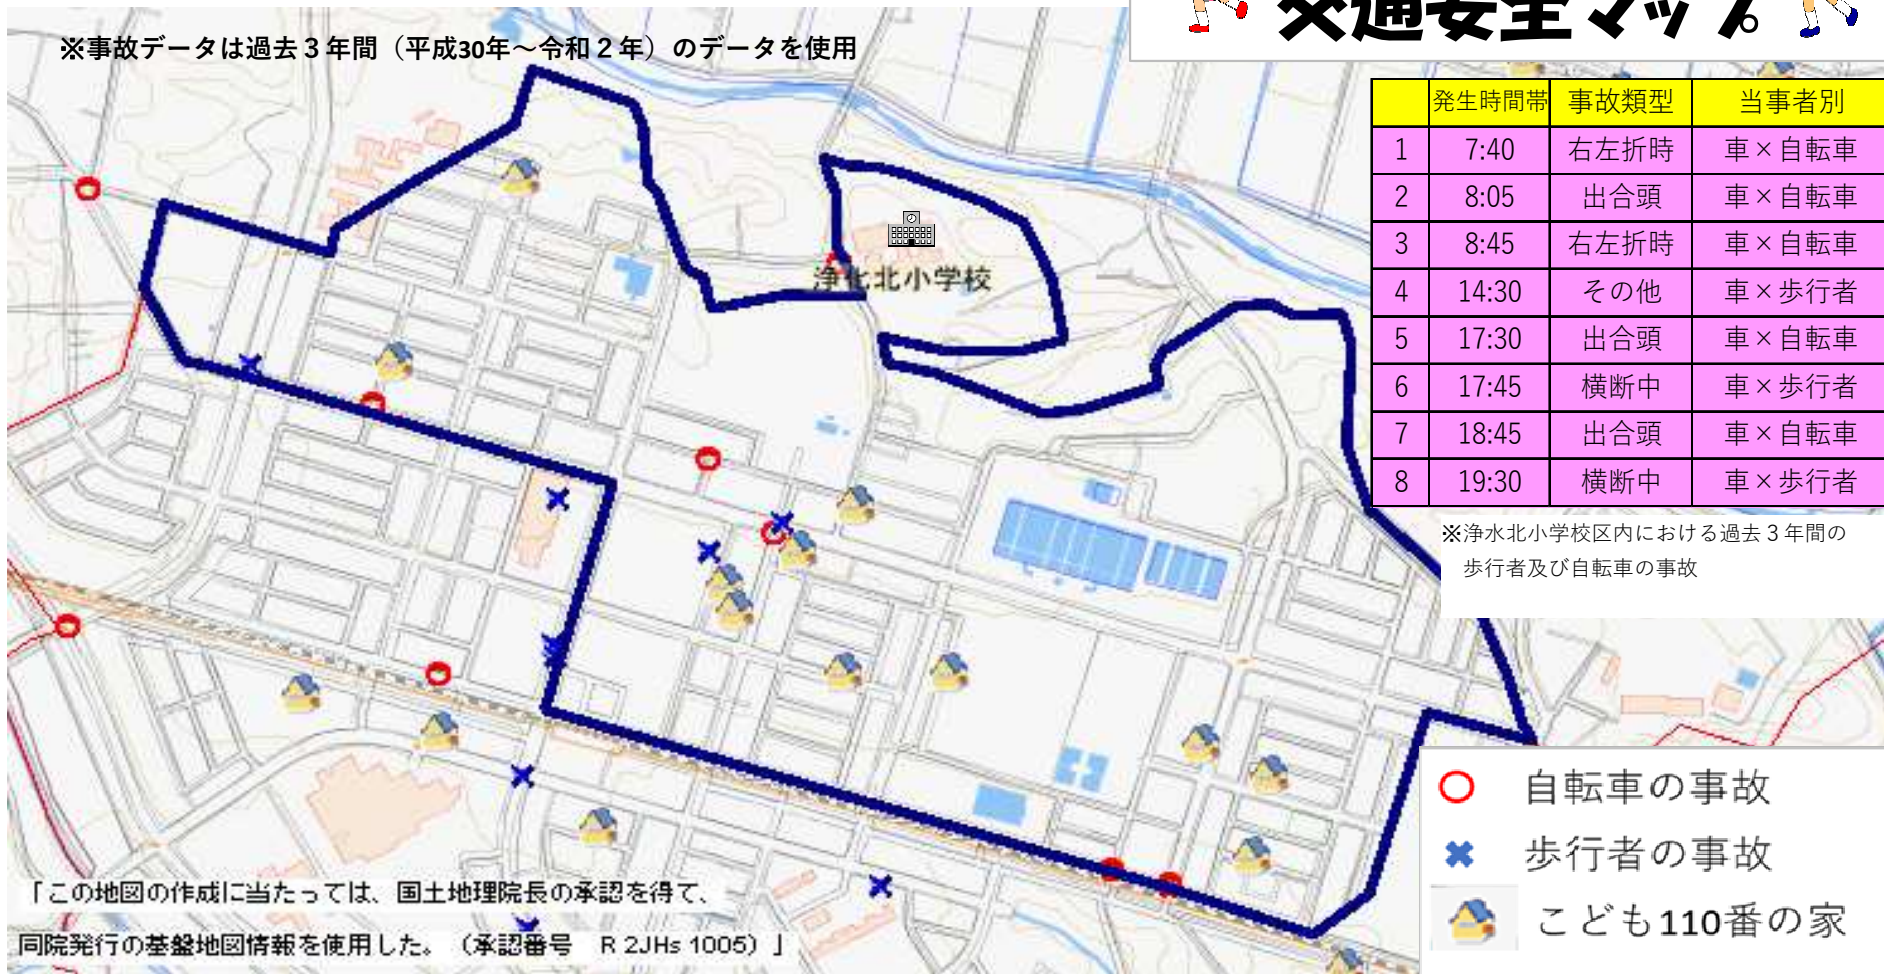 交通安全マップ
※事故データは過去３年間（平成30年～令和２年）のデータを使用
発生時間帯 事故類型 当事者別
1 7:40 右左折時 車×自転車
2 8:05 出合頭 車×自転車
3 8:45 右左折時 車×自転車
4 14:30 その他 車×歩行者
5 17:30 出合頭 車×自転車
6 17:45 横断中 車×歩行者
7 18:45 出合頭 車×自転車
8 19:30 横断中 車×歩行者
※浄水北小学校区内における過去３年間の
歩行者及び自転車の事故
浄化北小学校
自転車の事故
歩行者の事故
こども110番の家
「この地図の作成に当たっては、国土地理院長の承認を得て、
同院発行の基盤地図情報を使用した。（承認番号　R 2JHs 1005）」